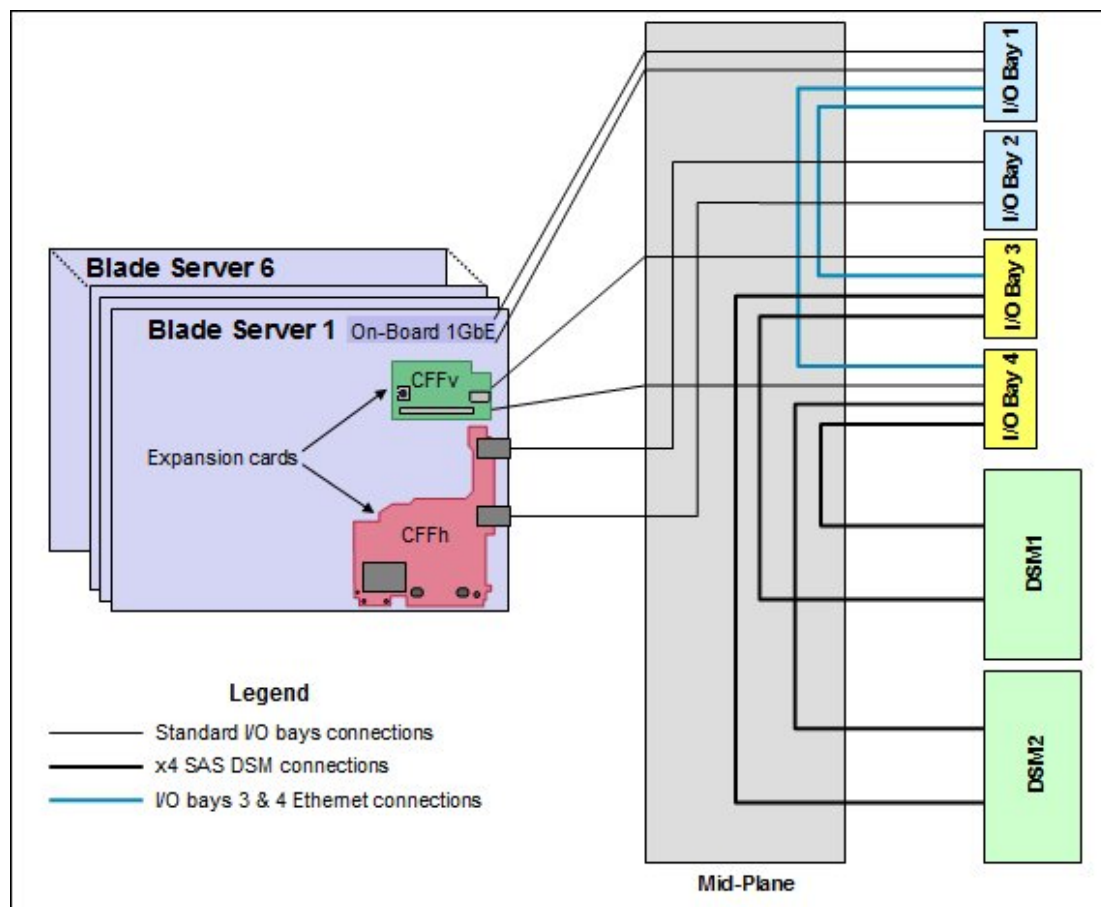 I/O Bay 1
I/O Bay 2
Blade Server 6
I/O Bay 3
Blade Server 1
On-Board 1GbE
CFFv
I/O Bay 4
Expansion cards
CFFh
DSM1
Legend
Standard I/O bays connections
x4 SAS DSM connections
DSM2
I/O bays 3 & 4 Ethernet connections
Mid-Plane